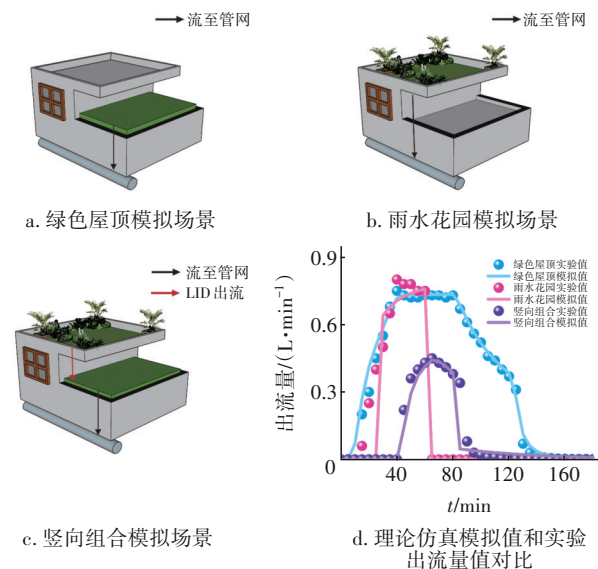 流至管网
流至管网
a. 绿色屋顶模拟场景
b. 雨水花园模拟场景
流至管网
LID 出流
c. 竖向组合模拟场景
0.9
0.6
0.3
0
出流量/(L•min⁻¹)
绿色屋顶实验值
绿色屋顶模拟值
雨水花园实验值
雨水花园模拟值
竖向组合实验值
竖向组合模拟值
40
80
120
160
t/min
d. 理论仿真模拟值和实验
出流量值对比